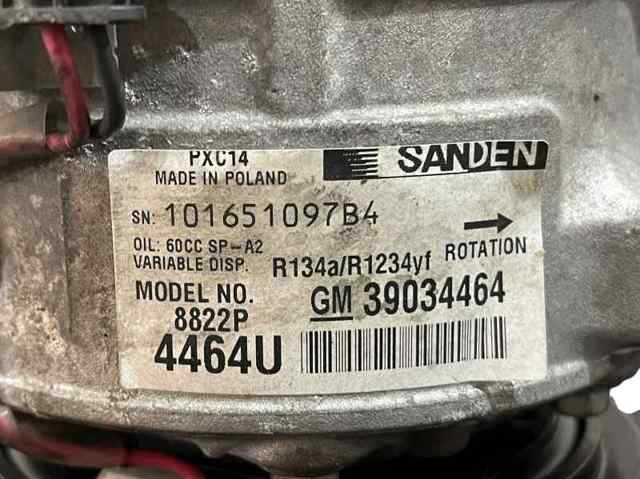 PXC14 SANDEN
MADE IN POLAND
SN: 101651097B4
OIL: 60CC SP-A2
VARIABLE DISP. R134a/R1234yf ROTATION
MODEL NO. GM 39034464
8822P
4464U